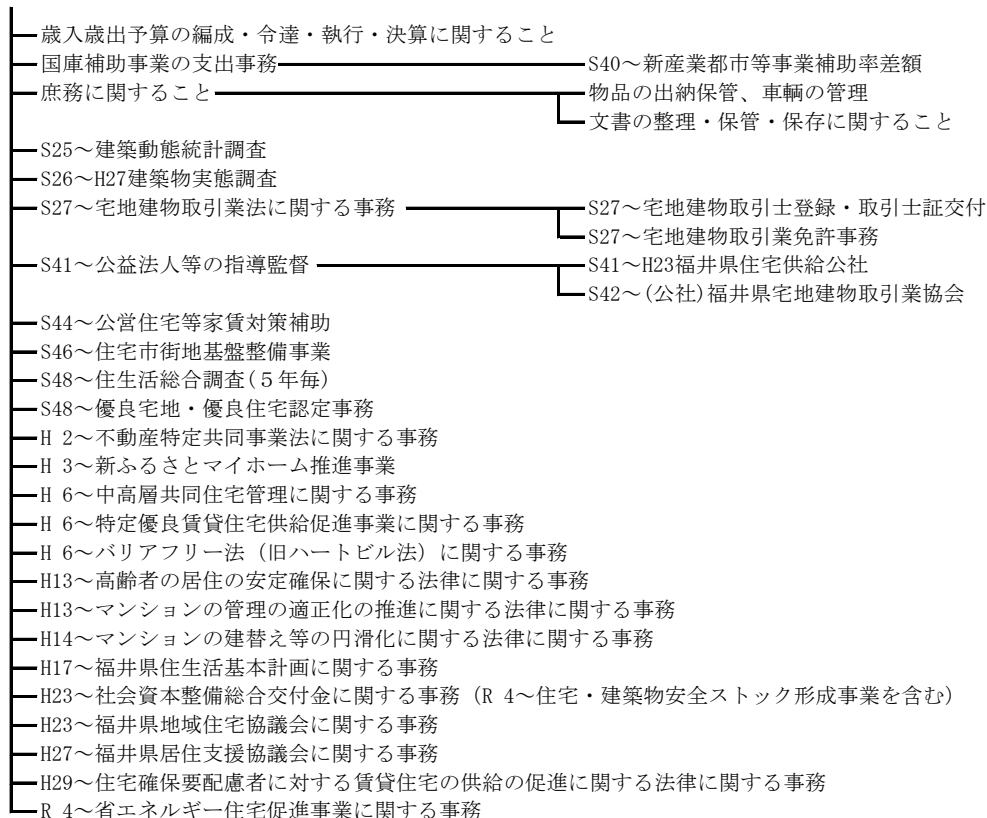 歳入歳出予算の編成・令達・執行・決算に関すること
国庫補助事業の支出事務 S40～新産業都市等事業補助率差額
庶務に関すること 物品の出納保管、車輌の管理
文書の整理・保管・保存に関すること
S25～建築動態統計調査
S26～H27建築物実態調査
S27～宅地建物取引業法に関する事務 S27～宅地建物取引士登録・取引士証交付
S27～宅地建物取引業免許事務
S41～公益法人等の指導監督 S41～H23福井県住宅供給公社
S42～(公社)福井県宅地建物取引業協会
S44～公営住宅等家賃対策補助
S46～住宅市街地基盤整備事業
S48～住生活総合調査(５年毎)
S48～優良宅地・優良住宅認定事務
H 2～不動産特定共同事業法に関する事務
H 3～新ふるさとマイホーム推進事業
H 6～中高層共同住宅管理に関する事務
H 6～特定優良賃貸住宅供給促進事業に関する事務
H 6～バリアフリー法（旧ハートビル法）に関する事務
H13～高齢者の居住の安定確保に関する法律に関する事務
H13～マンションの管理の適正化の推進に関する法律に関する事務
H14～マンションの建替え等の円滑化に関する法律に関する事務
H17～福井県住生活基本計画に関する事務
H23～社会資本整備総合交付金に関する事務（R 4～住宅・建築物安全ストック形成事業を含む）
H23～福井県地域住宅協議会に関する事務
H27～福井県居住支援協議会に関する事務
H29～住宅確保要配慮者に対する賃貸住宅の供給の促進に関する法律に関する事務
R 4～省エネルギー住宅促進事業に関する事務